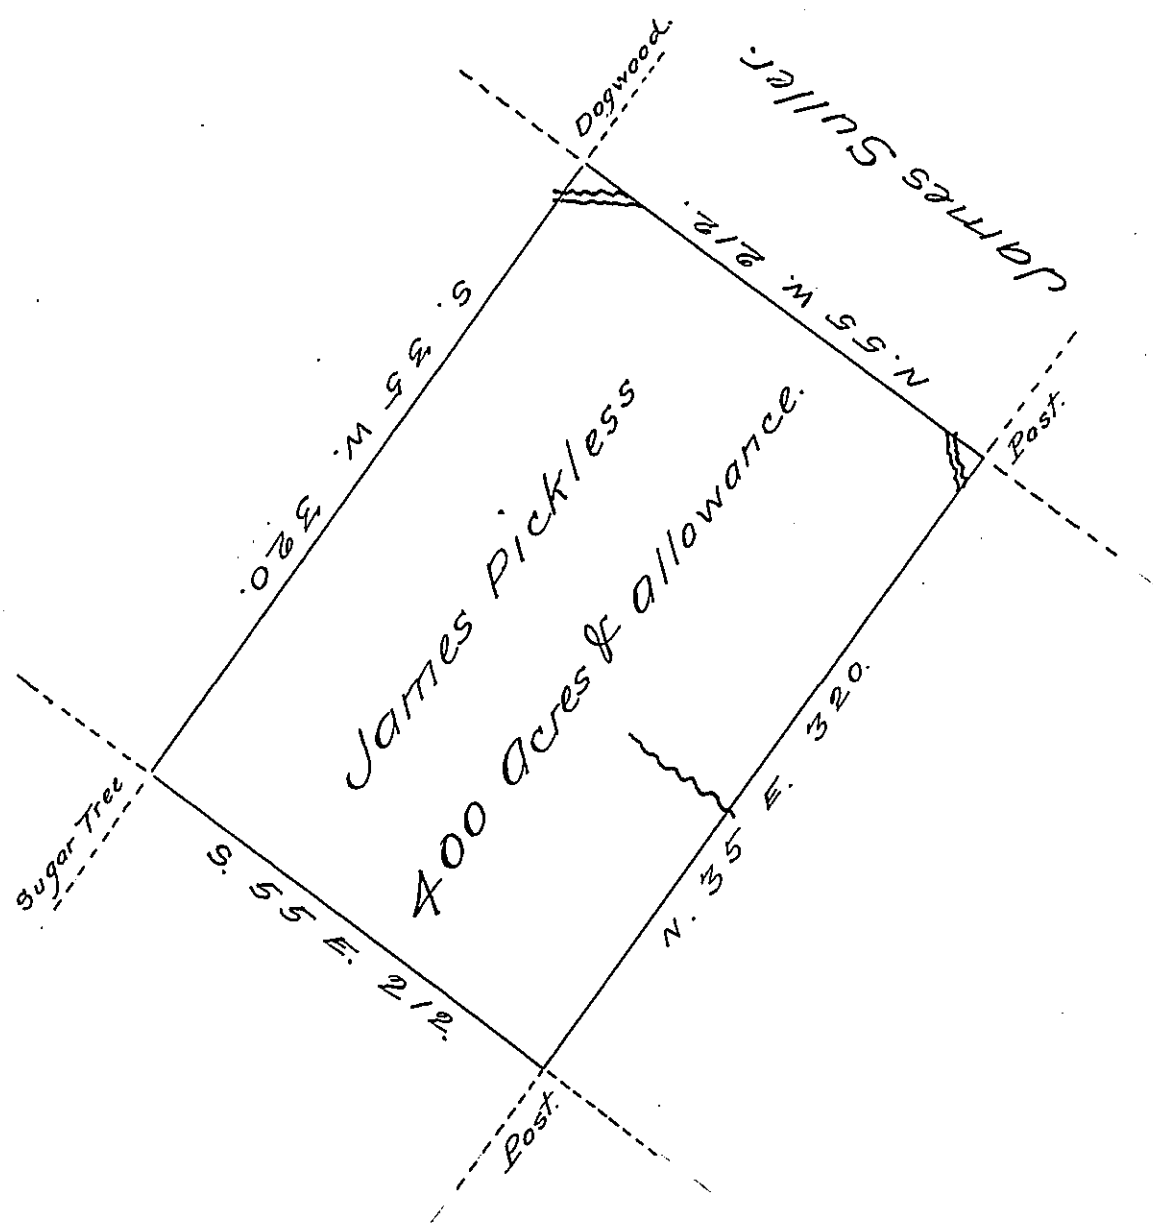 Dogwood.
James Suller.
N. 55 W. 212.
S. 35 W. 320.
Post.
James Pickless
400 Acres & allowance.
Sugar Tree
S. 55 E. 212.
N. 35 E. 320.
Post.